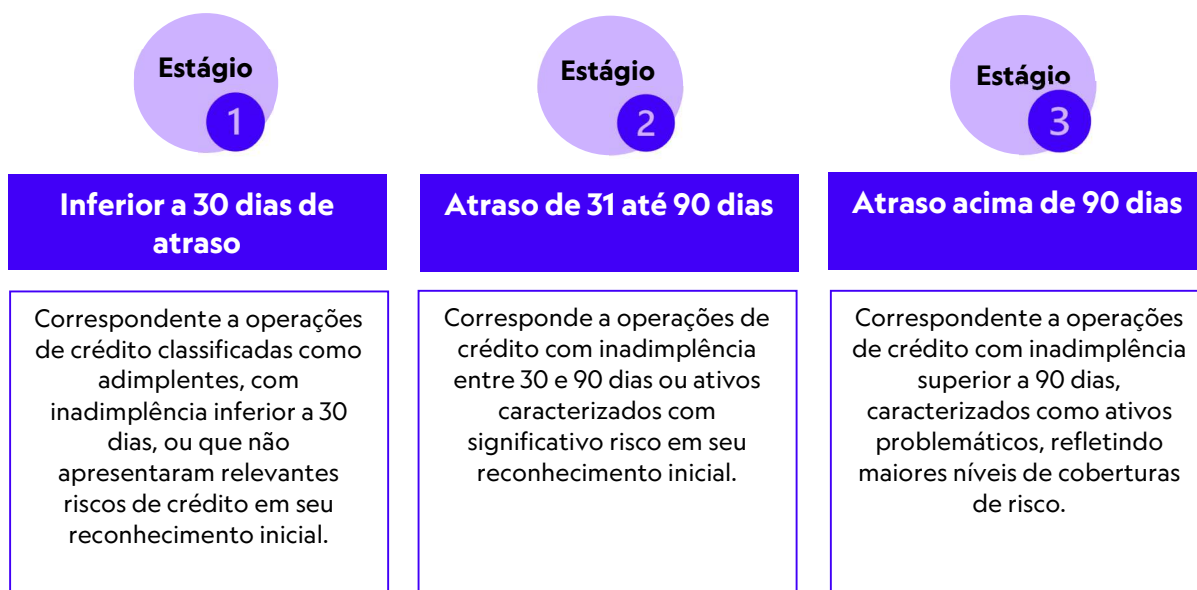 Estágio
1
Inferior a 30 dias de
atraso
Correspondente a operações
de crédito classificadas como
adimplentes, com
inadimplência inferior a 30
dias, ou que não
apresentaram relevantes
riscos de crédito em seu
reconhecimento inicial.
Estágio
2
Atraso de 31 até 90 dias
Corresponde a operações de
crédito com inadimplência
entre 30 e 90 dias ou ativos
caracterizados com
significativo risco em seu
reconhecimento inicial.
Estágio
3
Atraso acima de 90 dias
Correspondente a operações
de crédito com inadimplência
superior a 90 dias,
caracterizados como ativos
problemáticos, refletindo
maiores níveis de coberturas
de risco.